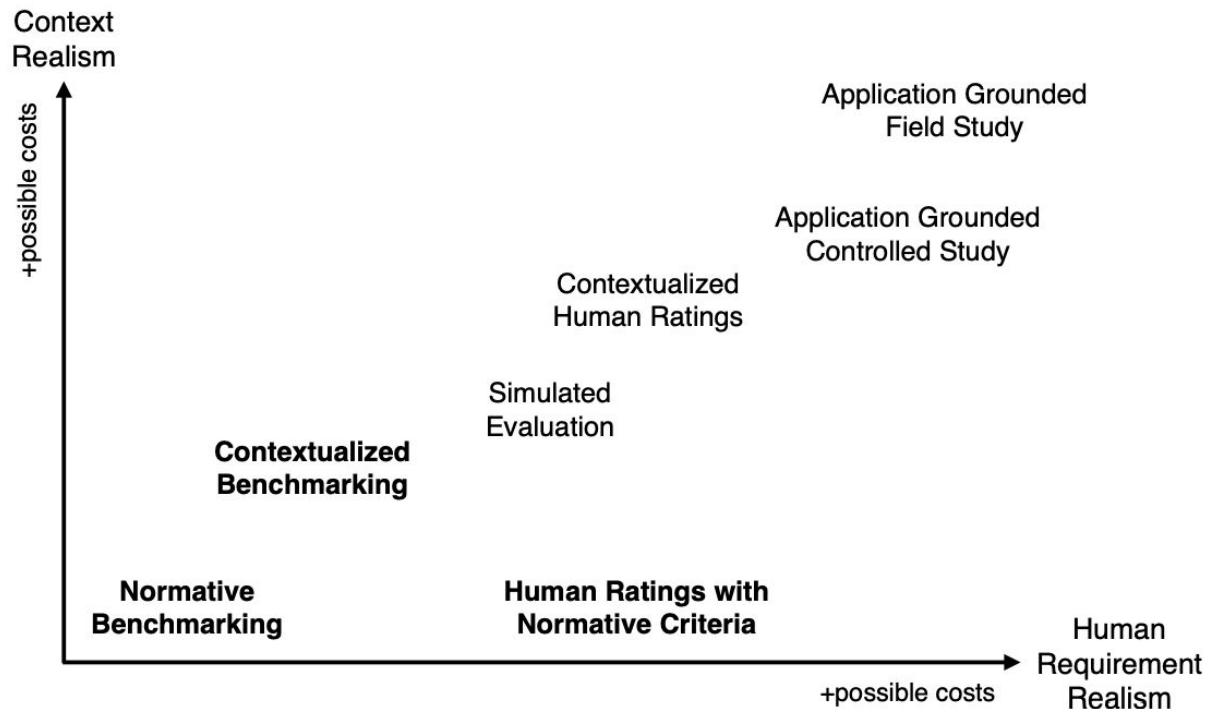 Context
Realism
+possible costs
Application Grounded
Field Study
Application Grounded
Controlled Study
Contextualized
Human Ratings
Simulated
Evaluation
Contextualized
Benchmarking
Normative
Benchmarking
Human Ratings with
Normative Criteria
Human
Requirement
Realism
+possible costs